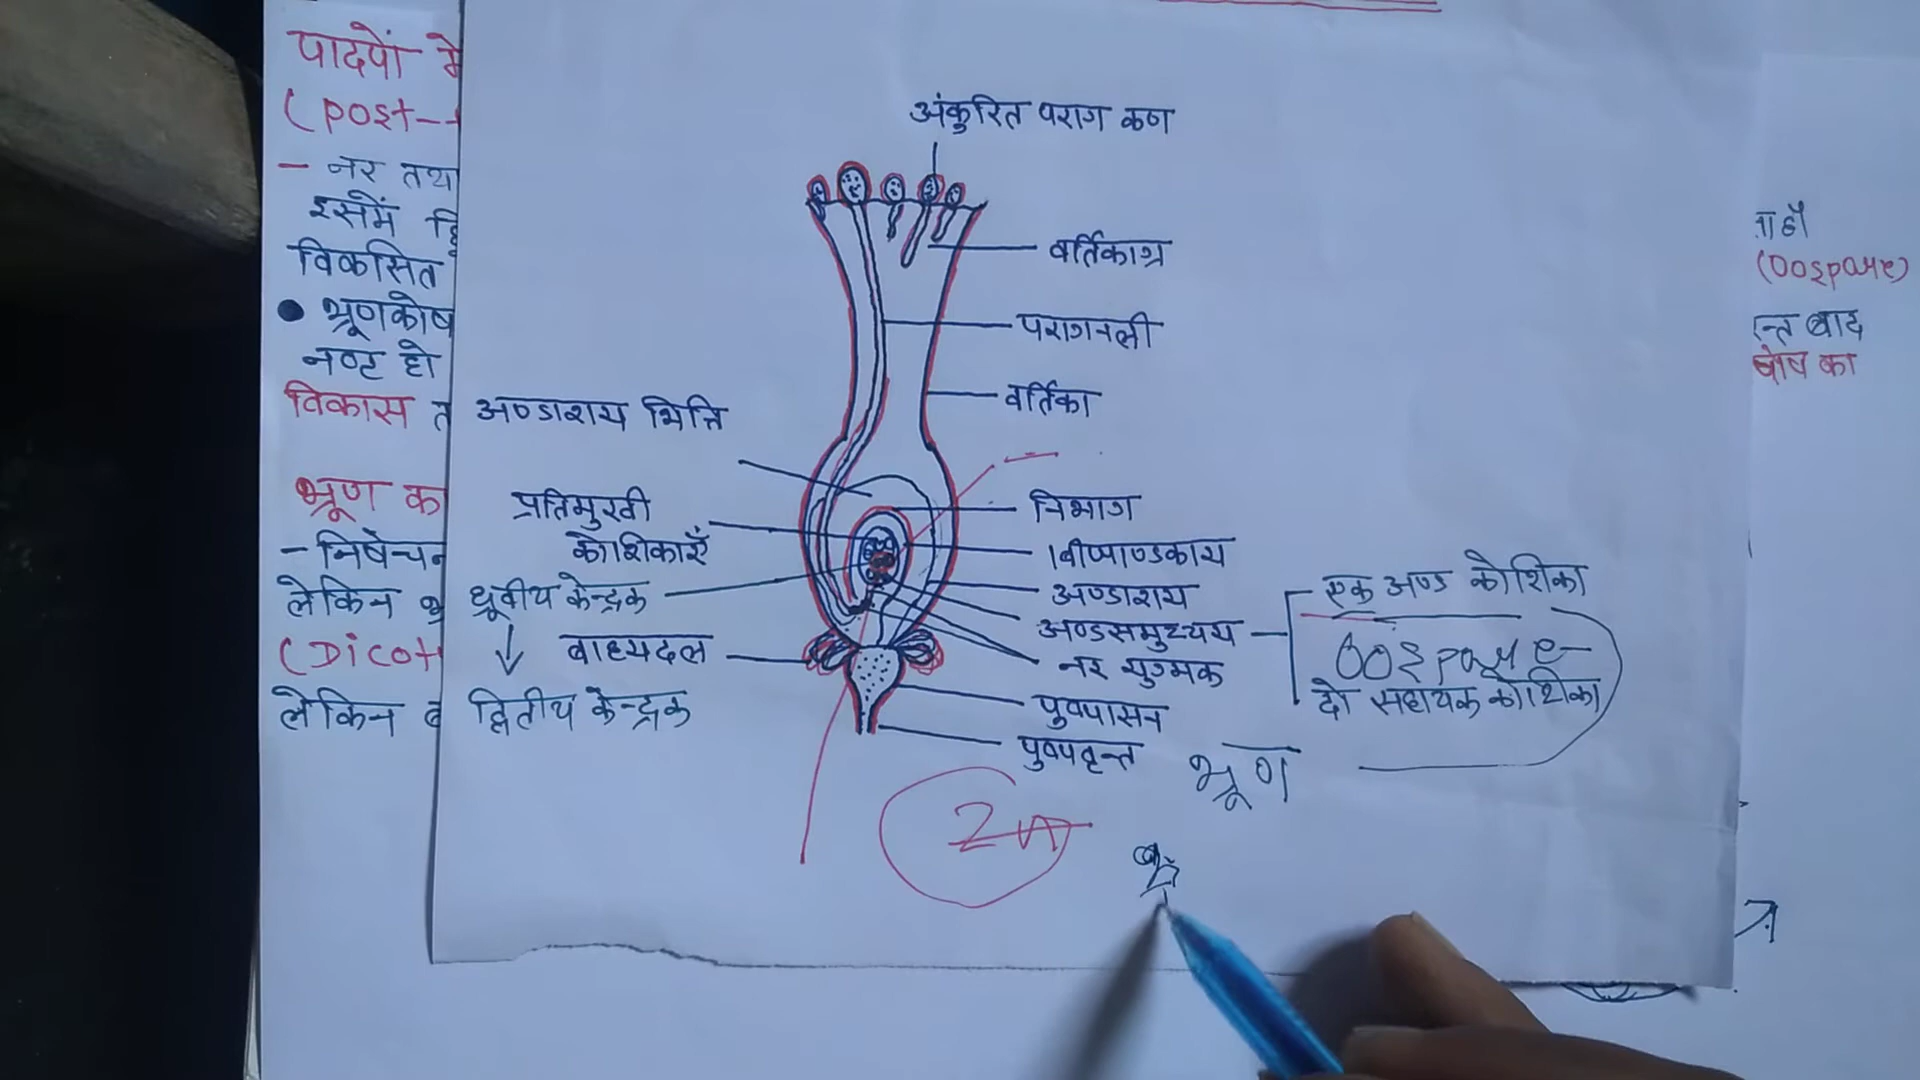 पादपों में
(post--
- नर तथा
इसमें
विकसित
• भ्रूणकोष
नष्ट हो
विकास त
भ्रूण का
- निषेचन
लेकिन भ्रू
(Dicot
लेकिन ब
अंकुरित पराग कण
वर्तिकाग्र
परागनली
वर्तिका
अण्डाशय भित्ति
प्रतिमुखी
कोशिकाएँ
ध्रुवीय केन्द्रक
↓
बाह्यदल
द्वितीय केन्द्रक
निभाग
बीजाण्डकाय
अण्डाशय
अण्डसमुच्चय
नर युग्मक
पुष्पासन
पुष्पवृन्त
एक अण्ड कोशिका
Oospore
दो सहायक कोशिका
भ्रूण
2n
(Oospore)
न्त बाद